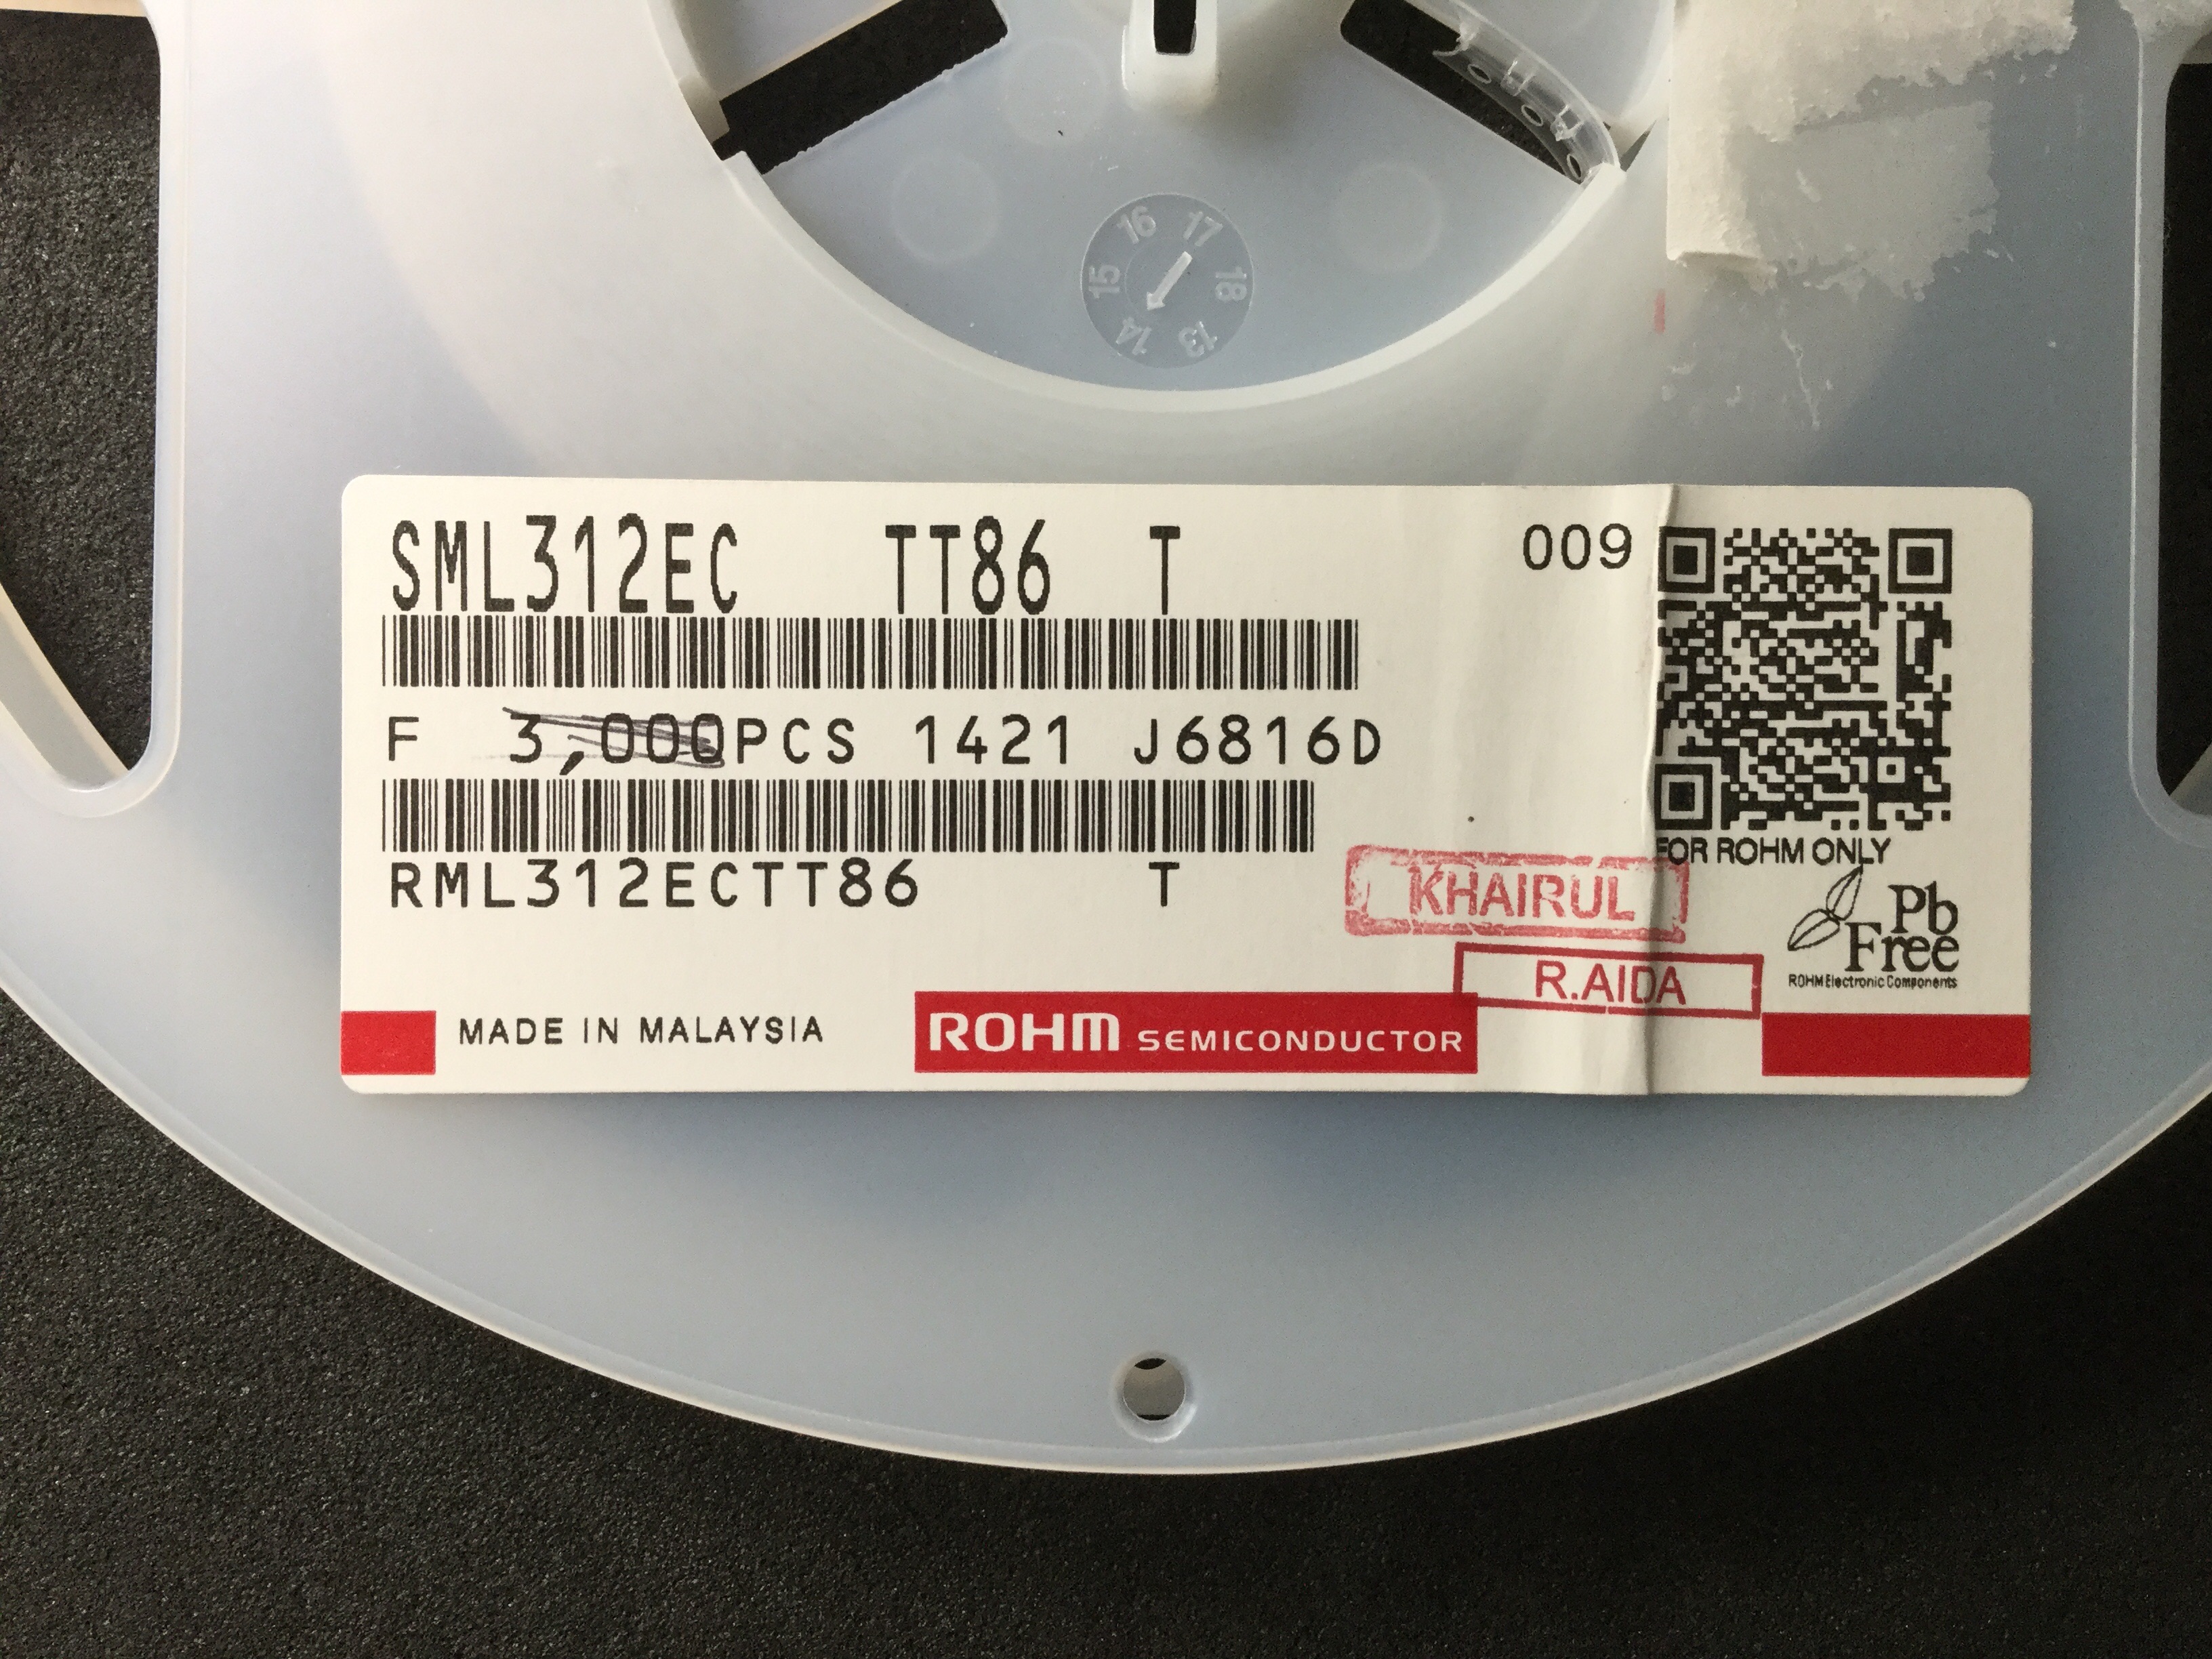 16 17
15 18
14 13
SML312EC TT86 T 009
F 3,000PCS 1421 J6816D
FOR ROHM ONLY
RML312ECTT86 T
KHAIRUL
Pb
Free
ROHM Electronic Components
R.AIDA
MADE IN MALAYSIA ROHM SEMICONDUCTOR